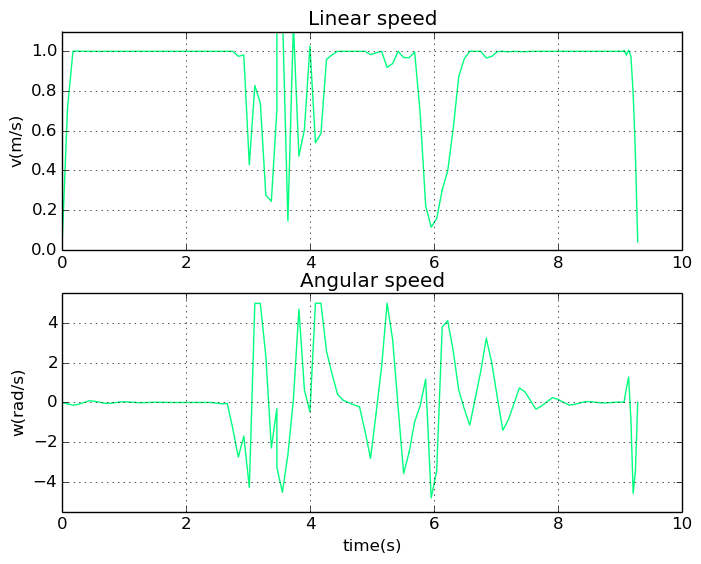 Linear speed
v(m/s)
1.0
0.8
0.6
0.4
0.2
0.0
0 2 4 6 8 10
Angular speed
w(rad/s)
4
2
0
−2
−4
0 2 4 6 8 10
time(s)